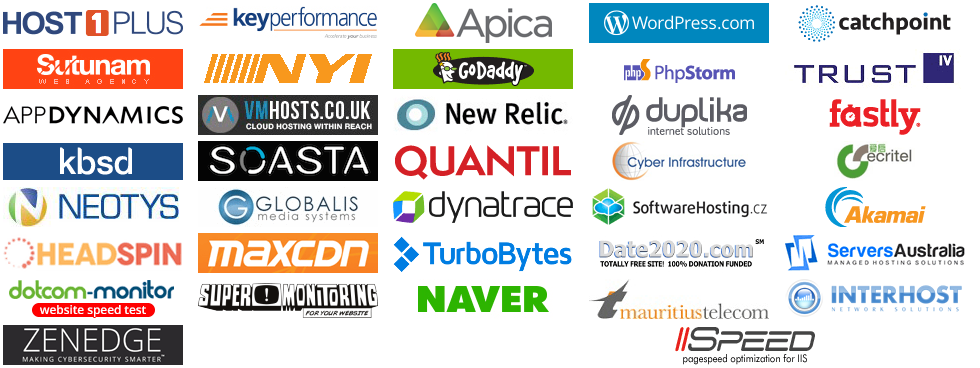 HOST1PLUS
keyperformance
Accelerate your business
Apica
WordPress.com
catchpoint
Sutunam
WEB AGENCY
NYI
GoDaddy
php PhpStorm
TRUST IV
APPDYNAMICS
VMHOSTS.CO.UK
CLOUD HOSTING WITHIN REACH
New Relic.
duplika
internet solutions
fastly.
kbsd
SOASTA
QUANTIL
Cyber Infrastructure
爱奇
ecritel
NEOTYS
GLOBALIS
media systems
dynatrace
SoftwareHosting.cz
Akamai
HEADSPIN
MAXCDN
TurboBytes
Date2020.com SM
TOTALLY FREE SITE! 100% DONATION FUNDED
ServersAustralia
MANAGED HOSTING SOLUTIONS
dotcom-monitor
website speed test
SUPER MONITORING
FOR YOUR WEBSITE
NAVER
mauritiustelecom
INTERHOST
NETWORK SOLUTIONS
ZENEDGE
MAKING CYBERSECURITY SMARTER™
IISpeed
pagespeed optimization for IIS